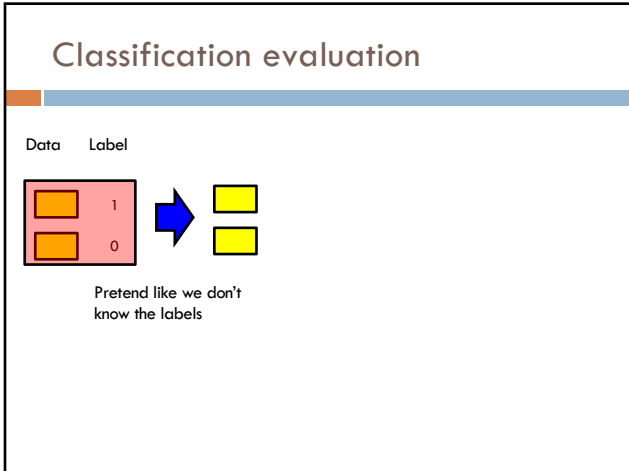 Classification evaluation
Data Label
1
0
Pretend like we don't
know the labels